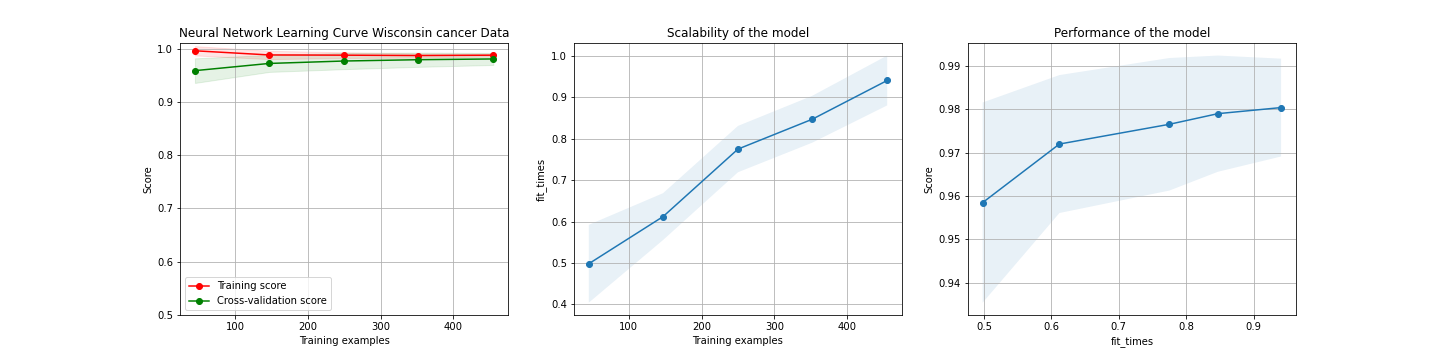 Neural Network Learning Curve Wisconsin cancer Data
1.0
0.9
0.8
0.7
0.6
0.5
Score
Training score
Cross-validation score
100 200 300 400
Training examples
Scalability of the model
1.0
0.9
0.8
0.7
0.6
0.5
0.4
fit_times
100 200 300 400
Training examples
Performance of the model
0.99
0.98
0.97
0.96
0.95
0.94
Score
0.5 0.6 0.7 0.8 0.9
fit_times